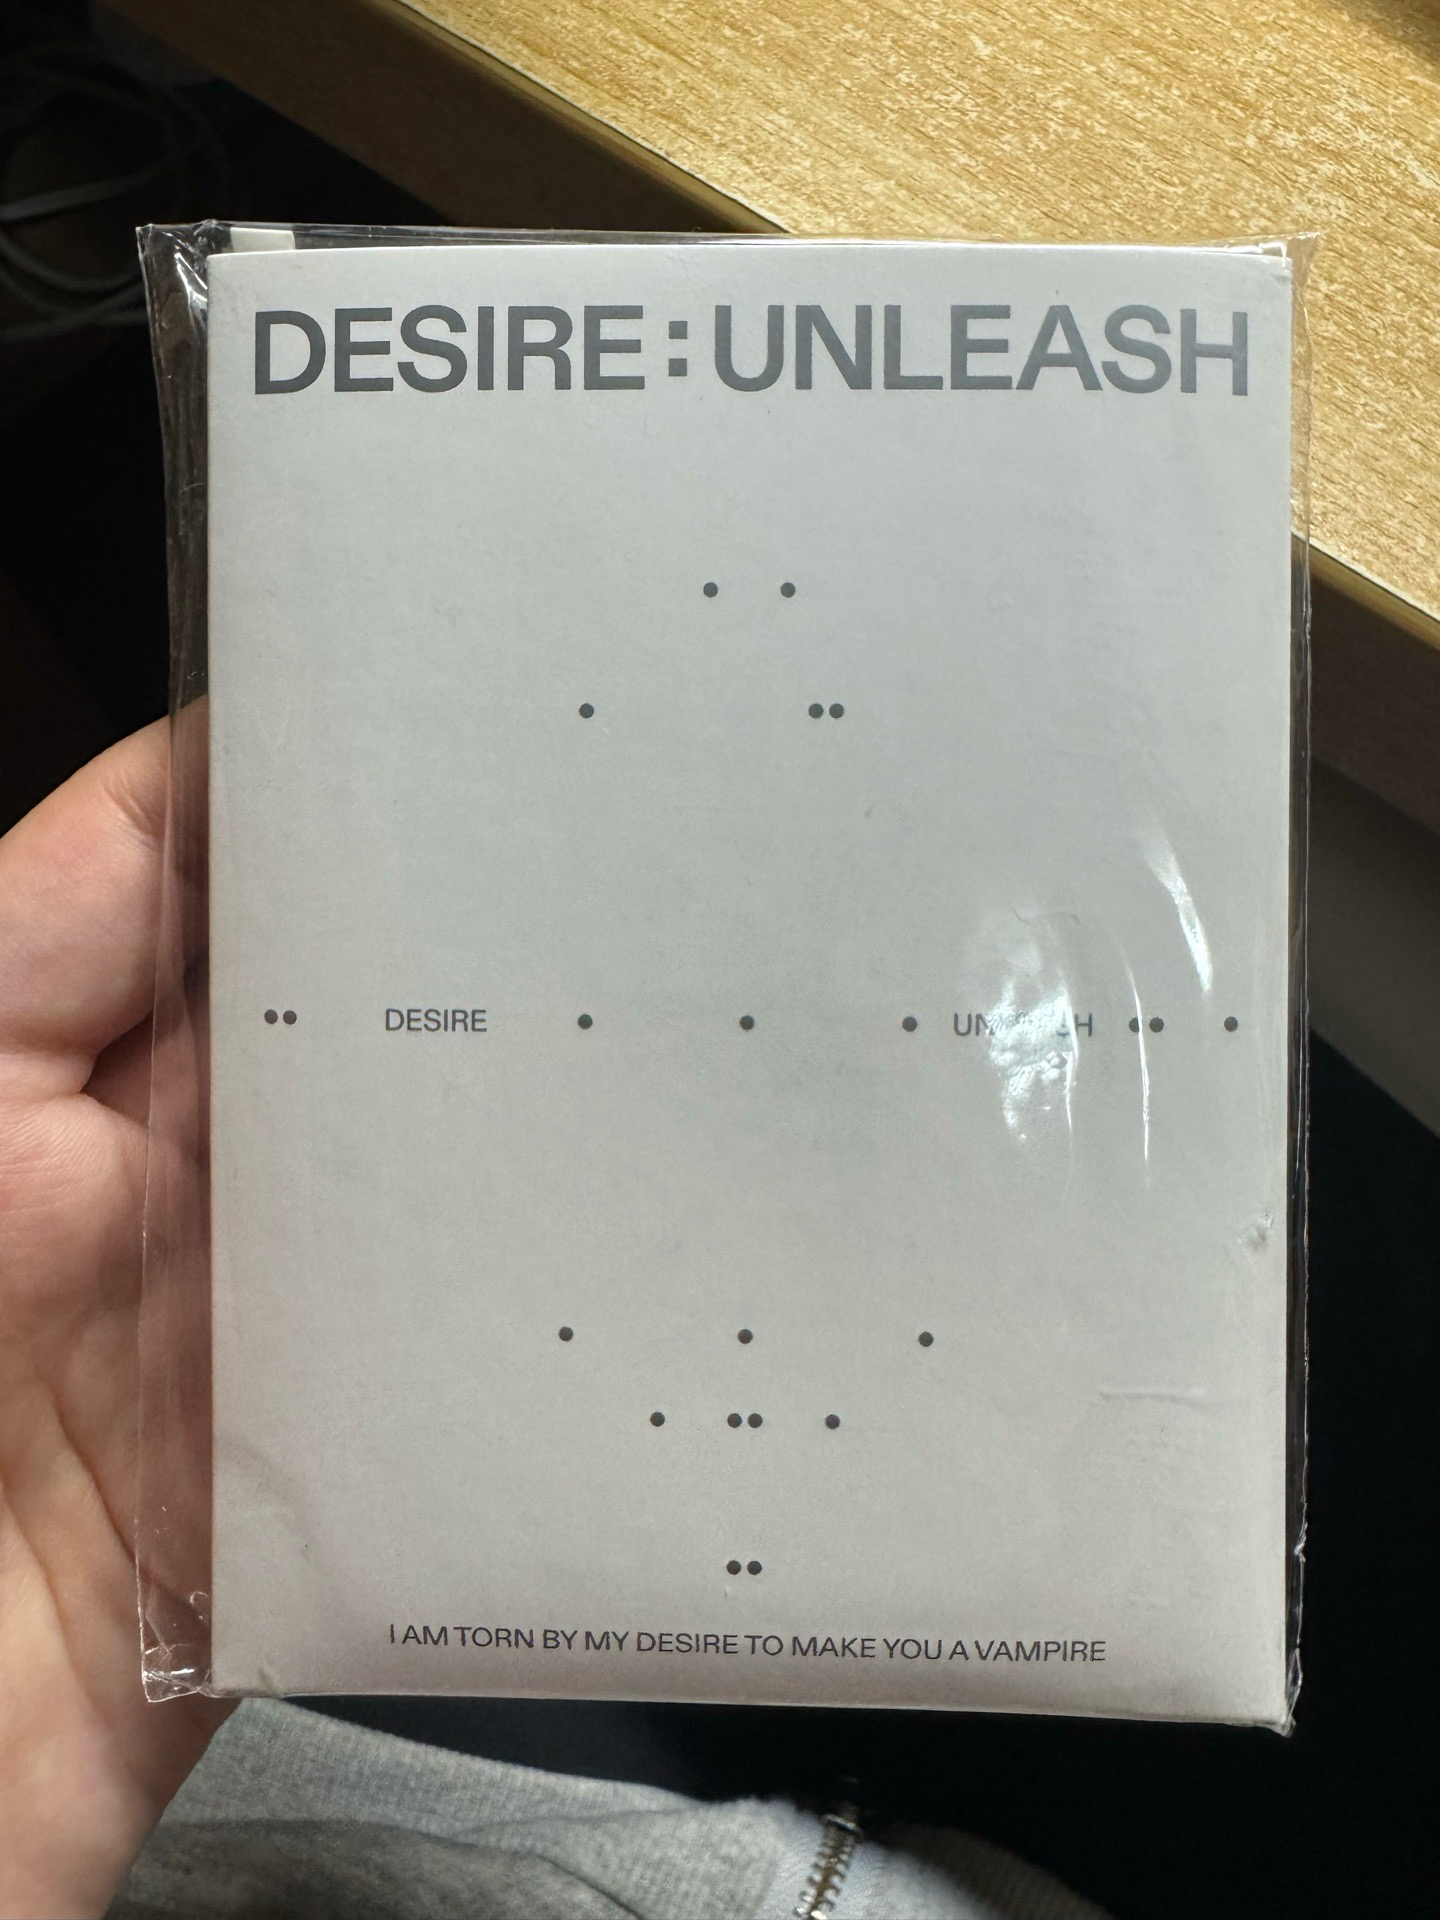 DESIRE : UNLEASH
DESIRE
I AM TORN BY MY DESIRE TO MAKE YOU A VAMPIRE